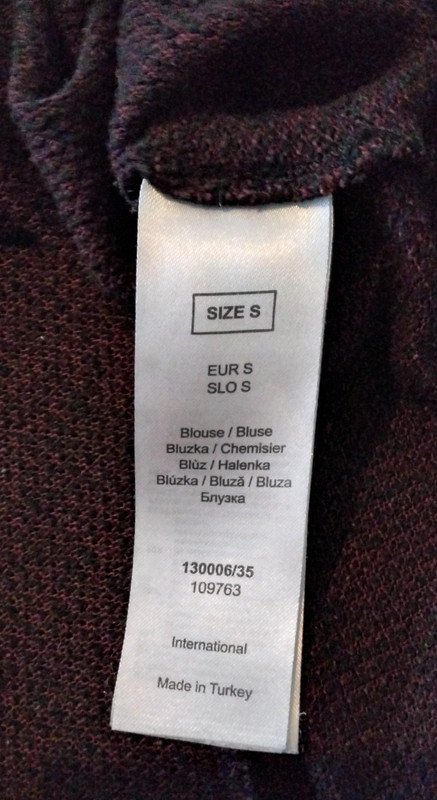 SIZE S
EUR S
SLO S
Blouse / Bluse
Bluzka / Chemisier
Blùz / Halenka
Blúzka / Bluză / Bluza
Блузка
130006/35
109763
International
Made in Turkey